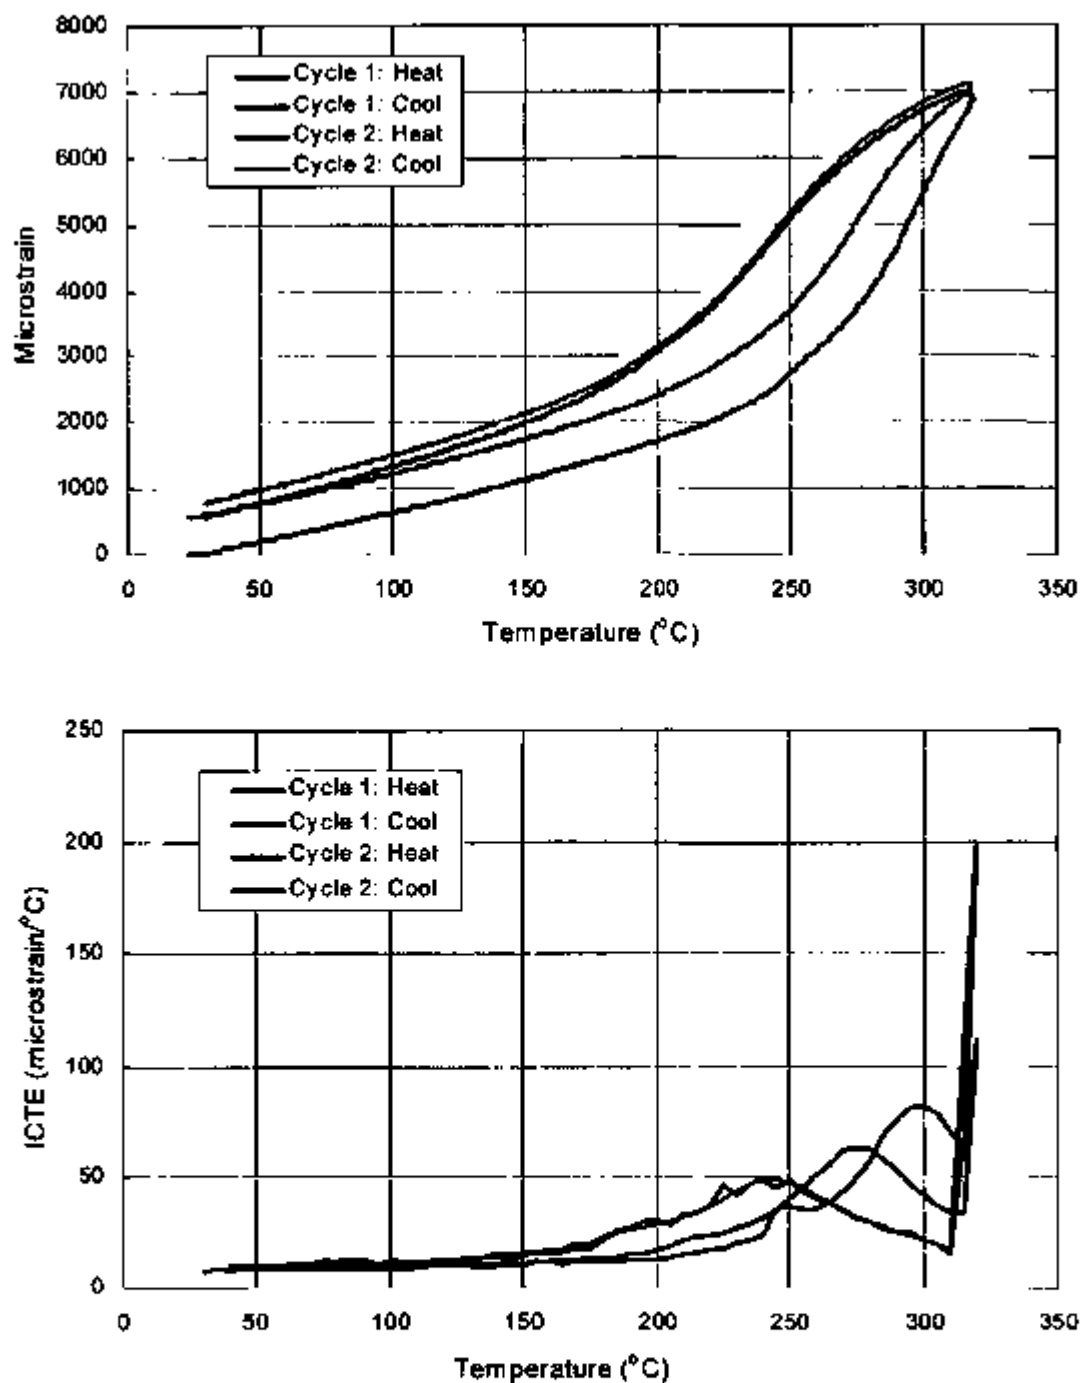 8000
7000
6000
5000
4000
3000
2000
1000
0
Microstrain
Cycle 1: Heat
Cycle 1: Cool
Cycle 2: Heat
Cycle 2: Cool
0 50 100 150 200 250 300 350
Temperature (°C)
250
200
150
100
50
0
ICTE (microstrain/°C)
Cycle 1: Heat
Cycle 1: Cool
Cycle 2: Heat
Cycle 2: Cool
0 50 100 150 200 250 300 350
Temperature (°C)